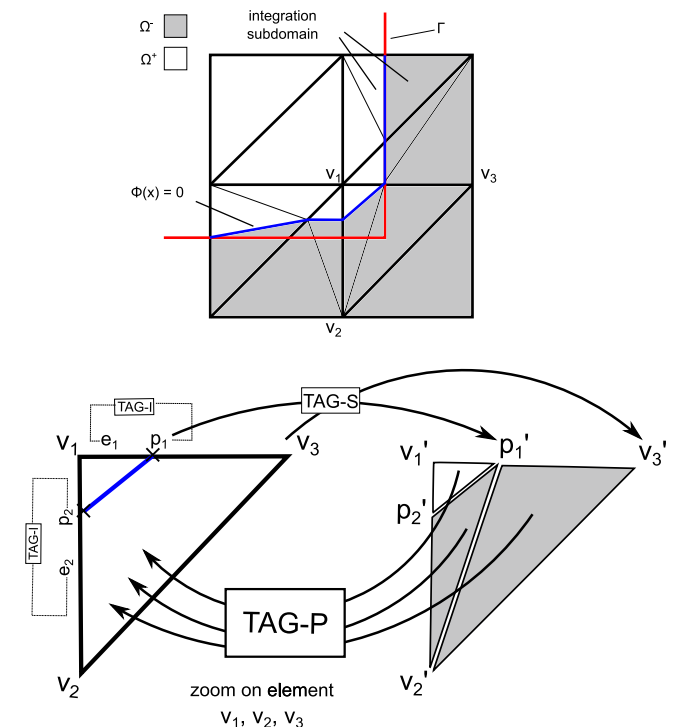 integration
subdomain
Ω⁻
Ω⁺
Γ
v₁
v₃
Φ(x) = 0
v₂
TAG-I
TAG-S
v₁ e₁ p₁ v₃
v₁' p₁' v₃'
p₂
p₂'
TAG-I
e₂
TAG-P
v₂
v₂'
zoom on element
v₁, v₂, v₃